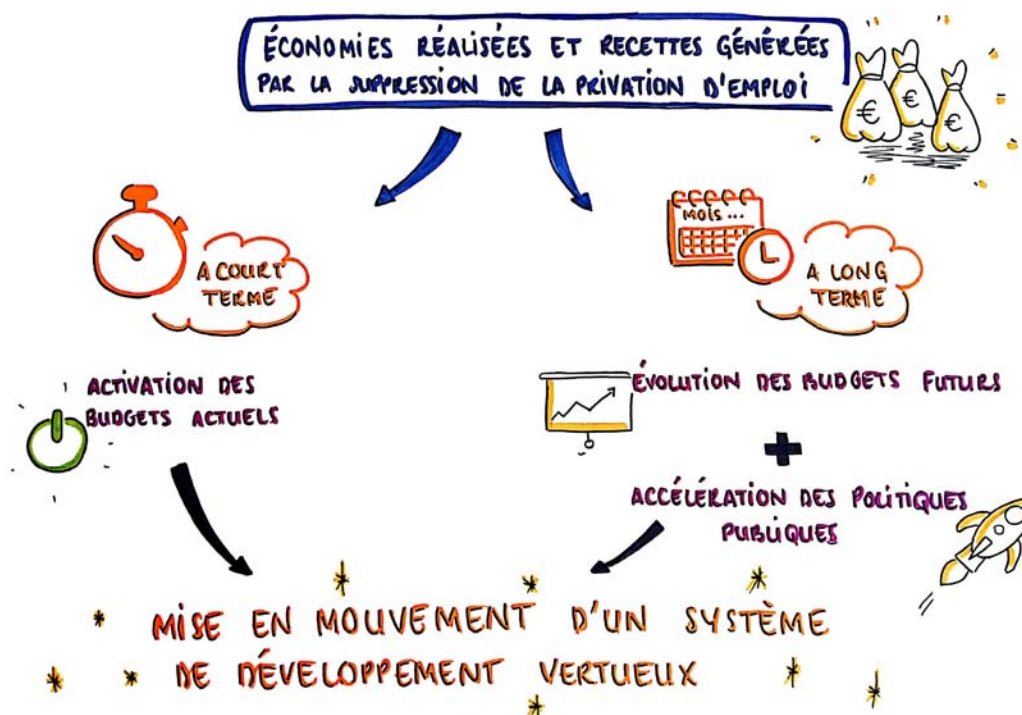 ÉCONOMIES RÉALISÉES ET RECETTES GÉNÉRÉES
PAR LA SUPPRESSION DE LA PRIVATION D'EMPLOI
€ € €
A COURT
TERME
MOIS...
A LONG
TERME
ACTIVATION DES
BUDGETS ACTUELS
ÉVOLUTION DES BUDGETS FUTURS
+
ACCÉLÉRATION DES POLITIQUES
PUBLIQUES
MISE EN MOUVEMENT D'UN SYSTÈME
DE DÉVELOPPEMENT VERTUEUX